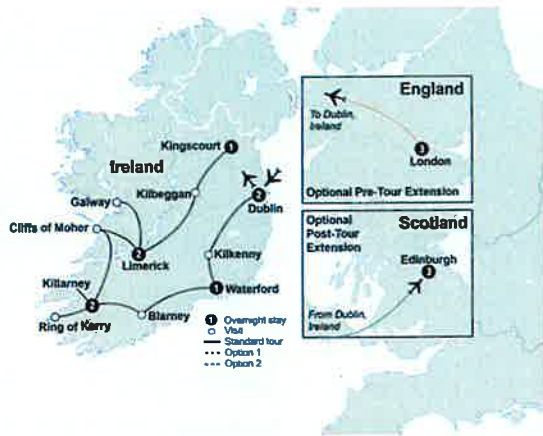 England
To Dublin,
Ireland
3
London
Optional Pre-Tour Extension
Kingscourt 1
Ireland
Kilbeggan
Galway
2
Dublin
Cliffs of Moher
2
Limerick
Kilkenny
Killarney
2
1 Waterford
Ring of Kerry
Blarney
Optional
Post-Tour
Extension
Scotland
Edinburgh
3
From Dublin,
Ireland
1 Overnight stay
Visit
Standard tour
Option 1
Option 2